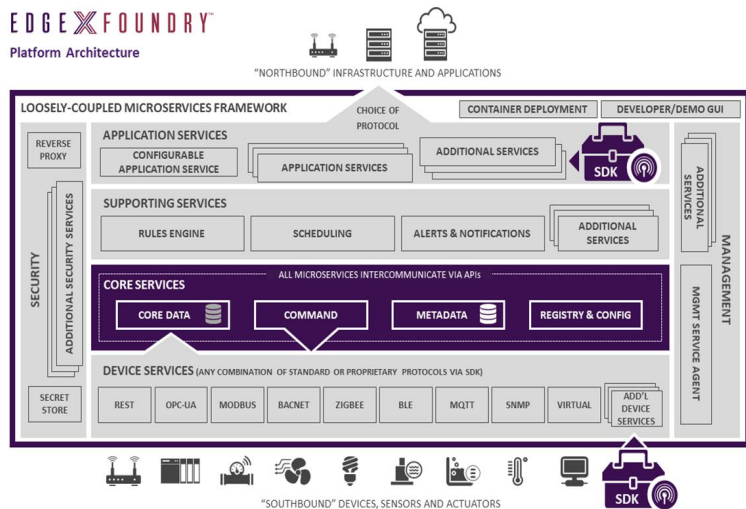 EDGE X FOUNDRY™
Platform Architecture
"NORTHBOUND" INFRASTRUCTURE AND APPLICATIONS
LOOSELY-COUPLED MICROSERVICES FRAMEWORK
CHOICE OF
PROTOCOL
CONTAINER DEPLOYMENT
DEVELOPER/DEMO GUI
REVERSE
PROXY
SECURITY
ADDITIONAL SECURITY SERVICES
SECRET
STORE
APPLICATION SERVICES
CONFIGURABLE
APPLICATION SERVICE
APPLICATION SERVICES
ADDITIONAL SERVICES
SDK
SUPPORTING SERVICES
RULES ENGINE
SCHEDULING
ALERTS & NOTIFICATIONS
ADDITIONAL
SERVICES
ALL MICROSERVICES INTERCOMMUNICATE VIA APIs
CORE SERVICES
CORE DATA
COMMAND
METADATA
REGISTRY & CONFIG
DEVICE SERVICES (ANY COMBINATION OF STANDARD OR PROPRIETARY PROTOCOLS VIA SDK)
REST
OPC-UA
MODBUS
BACNET
ZIGBEE
BLE
MQTT
SNMP
VIRTUAL
ADD'L
DEVICE
SERVICES
ADDITIONAL
SERVICES
MANAGEMENT
MGMT SERVICE AGENT
SDK
"SOUTHBOUND" DEVICES, SENSORS AND ACTUATORS